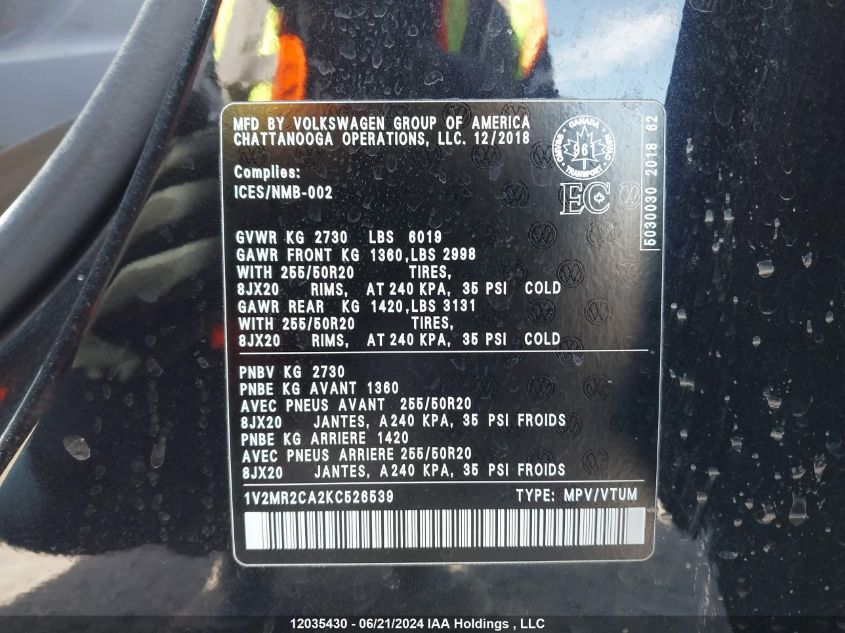 MFD BY VOLKSWAGEN GROUP OF AMERICA
CHATTANOOGA OPERATIONS, LLC. 12/2018
CANADA
961
TRANSPORT
Complies:
ICES/NMB-002
EC
5030030 2018 62
GVWR KG 2730 LBS 6019
GAWR FRONT KG 1360,LBS 2998
WITH 255/50R20 TIRES,
8JX20 RIMS, AT 240 KPA, 35 PSI COLD
GAWR REAR KG 1420,LBS 3131
WITH 255/50R20 TIRES,
8JX20 RIMS, AT 240 KPA, 35 PSI COLD
PNBV KG 2730
PNBE KG AVANT 1360
AVEC PNEUS AVANT 255/50R20
8JX20 JANTES, A 240 KPA, 35 PSI FROIDS
PNBE KG ARRIERE 1420
AVEC PNEUS ARRIERE 255/50R20
8JX20 JANTES, A 240 KPA, 35 PSI FROIDS
1V2MR2CA2KC526539 TYPE: MPV/VTUM
12035430 - 06/21/2024 IAA Holdings , LLC